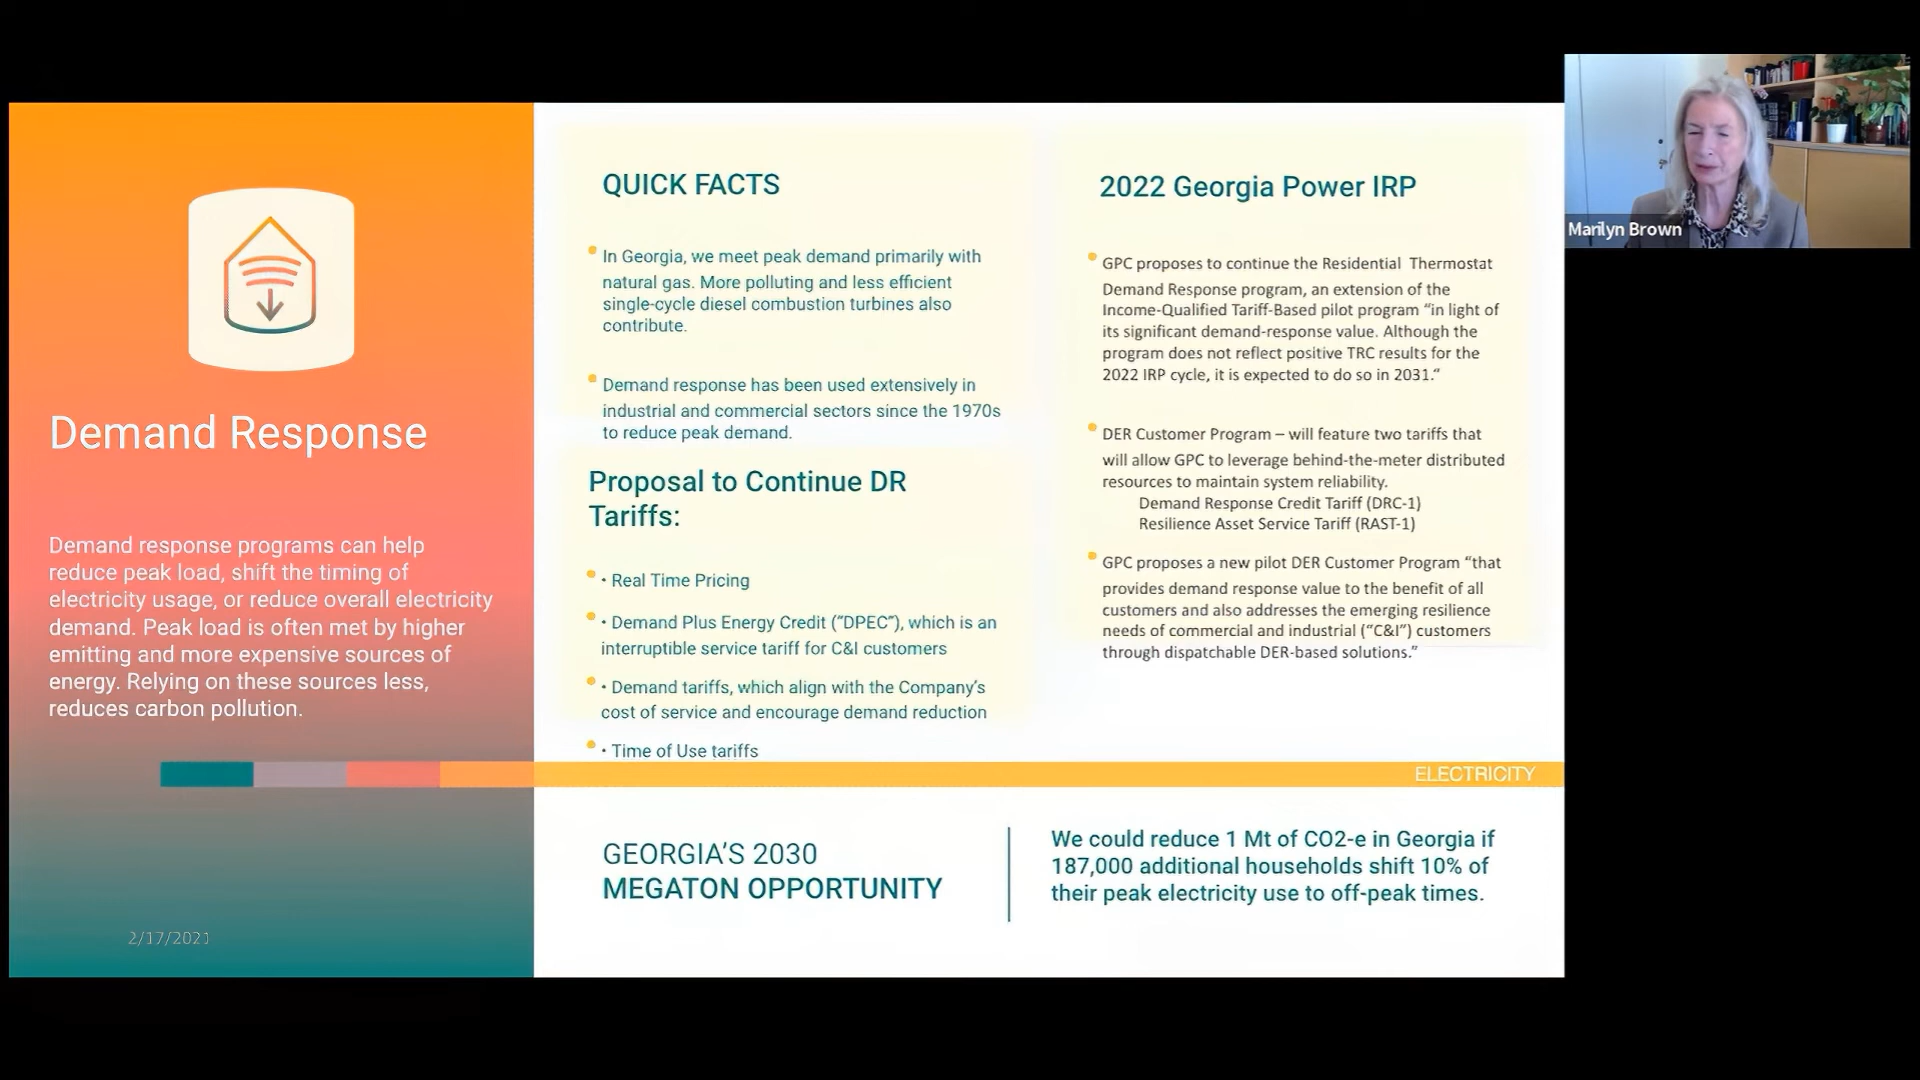 Demand Response
Demand response programs can help
reduce peak load, shift the timing of
electricity usage, or reduce overall electricity
demand. Peak load is often met by higher
emitting and more expensive sources of
energy. Relying on these sources less,
reduces carbon pollution.
2/17/2021
QUICK FACTS
In Georgia, we meet peak demand primarily with
natural gas. More polluting and less efficient
single-cycle diesel combustion turbines also
contribute.
Demand response has been used extensively in
industrial and commercial sectors since the 1970s
to reduce peak demand.
Proposal to Continue DR
Tariffs:
• Real Time Pricing
• Demand Plus Energy Credit (“DPEC”), which is an
interruptible service tariff for C&I customers
• Demand tariffs, which align with the Company’s
cost of service and encourage demand reduction
• Time of Use tariffs
2022 Georgia Power IRP
GPC proposes to continue the Residential Thermostat
Demand Response program, an extension of the
Income-Qualified Tariff-Based pilot program “in light of
its significant demand-response value. Although the
program does not reflect positive TRC results for the
2022 IRP cycle, it is expected to do so in 2031.“
DER Customer Program – will feature two tariffs that
will allow GPC to leverage behind-the-meter distributed
resources to maintain system reliability.
Demand Response Credit Tariff (DRC-1)
Resilience Asset Service Tariff (RAST-1)
GPC proposes a new pilot DER Customer Program “that
provides demand response value to the benefit of all
customers and also addresses the emerging resilience
needs of commercial and industrial (“C&I”) customers
through dispatchable DER-based solutions.”
ELECTRICITY
GEORGIA’S 2030
MEGATON OPPORTUNITY
We could reduce 1 Mt of CO2-e in Georgia if
187,000 additional households shift 10% of
their peak electricity use to off-peak times.
Marilyn Brown